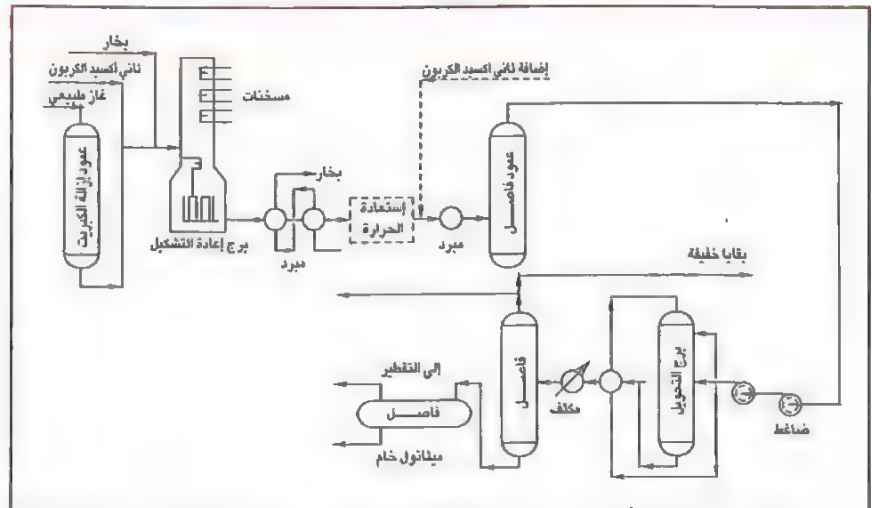 بخار
ثاني أكسيد الكربون
غاز طبيعي
عمود إزالة الكبريت
مسخنات
برج إعادة التشكيل
بخار
مبرد
إستعادة
الحرارة
إضافة ثاني اكسيد الكربون
مبرد
عمود فاصل
بقايا خفيفة
إلى التقطير
فاصل
ميثانول خام
فاصل
مكثف
برج التحويل
ضاغط